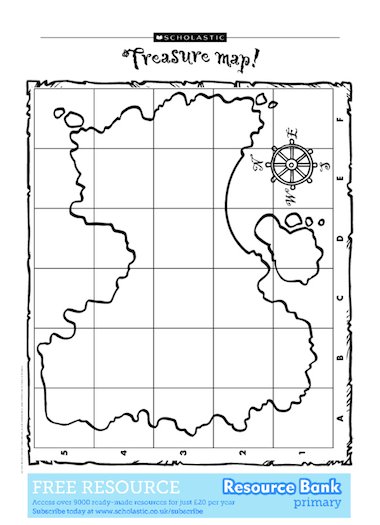 SCHOLASTIC
Treasure map!
F
E
D
C
B
A
N
E
S
W
5
4
3
2
1
FREE RESOURCE
Access over 9000 ready-made resources for just £20 per year
Subscribe today at www.scholastic.co.uk/subscribe
Resource Bank
primary